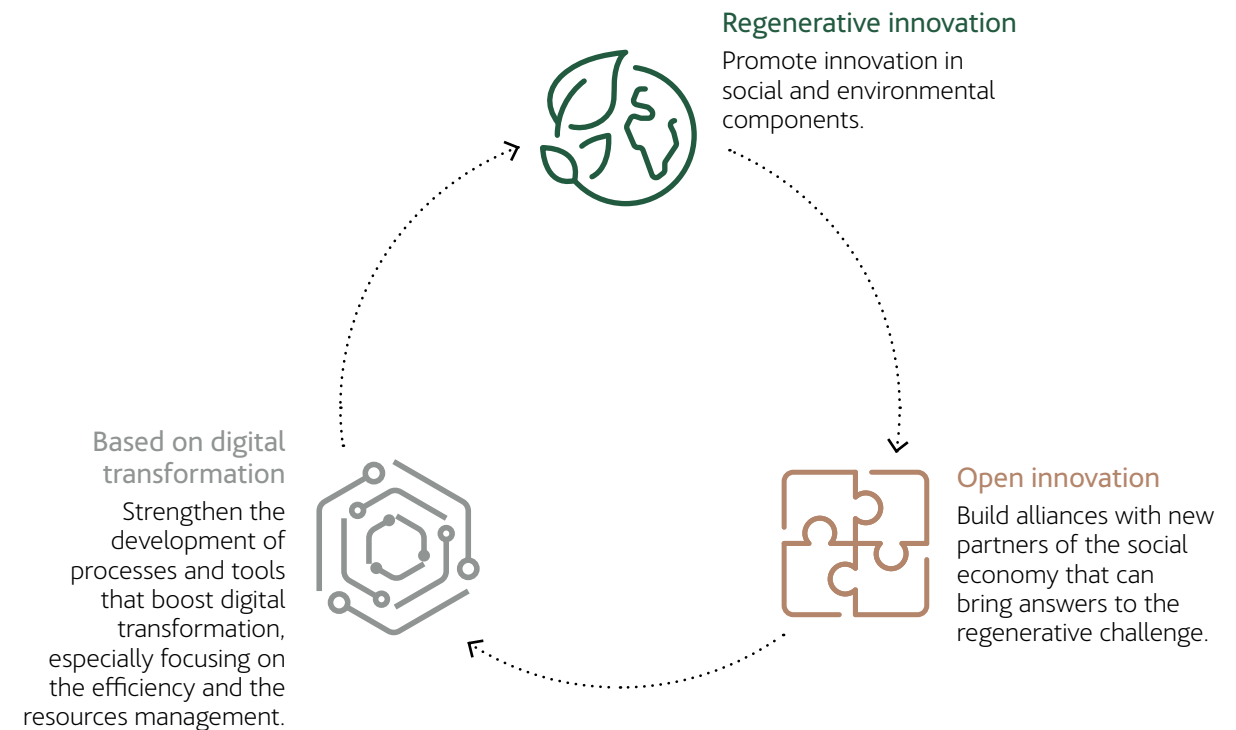 Regenerative innovation
Promote innovation in
social and environmental
components.
Based on digital
transformation
Strengthen the
development of
processes and tools
that boost digital
transformation,
especially focusing on
the efficiency and the
resources management.
Open innovation
Build alliances with new
partners of the social
economy that can
bring answers to the
regenerative challenge.